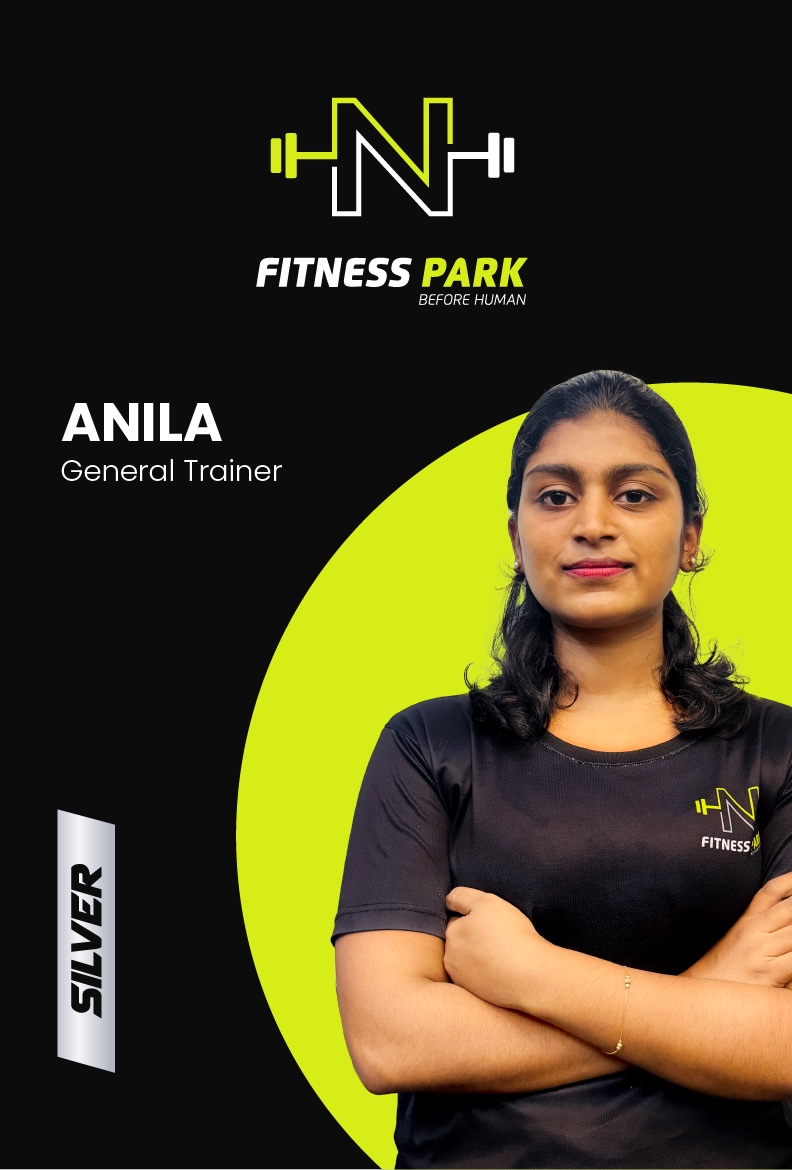 N
FITNESS PARK
BEFORE HUMAN
ANILA
General Trainer
SILVER
N
FITNESS